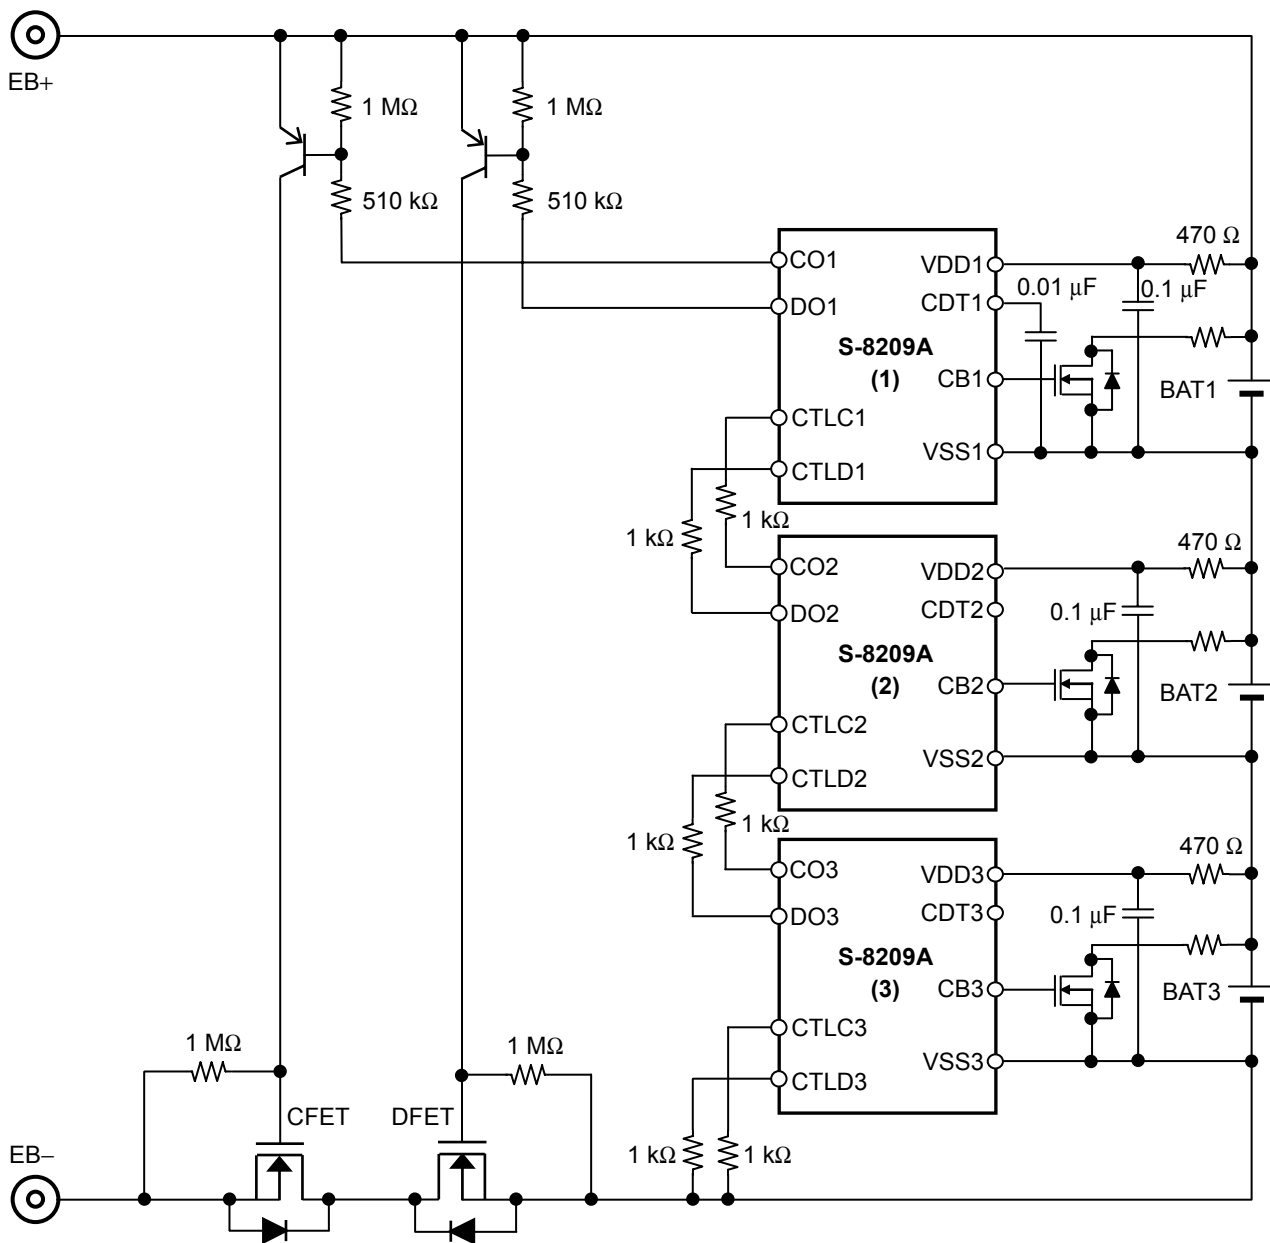 EB+
1 MΩ
1 MΩ
510 kΩ
510 kΩ
470 Ω
CO1
VDD1
0.01 μF
0.1 μF
CDT1
DO1
S-8209A
(1)
CB1
BAT1
CTLC1
VSS1
CTLD1
1 kΩ
1 kΩ
470 Ω
CO2
VDD2
CDT2
0.1 μF
DO2
S-8209A
(2)
CB2
BAT2
CTLC2
VSS2
CTLD2
1 kΩ
1 kΩ
470 Ω
CO3
VDD3
CDT3
0.1 μF
DO3
S-8209A
(3)
CB3
BAT3
CTLC3
1 MΩ
1 MΩ
VSS3
CTLD3
CFET
DFET
EB−
1 kΩ
1 kΩ